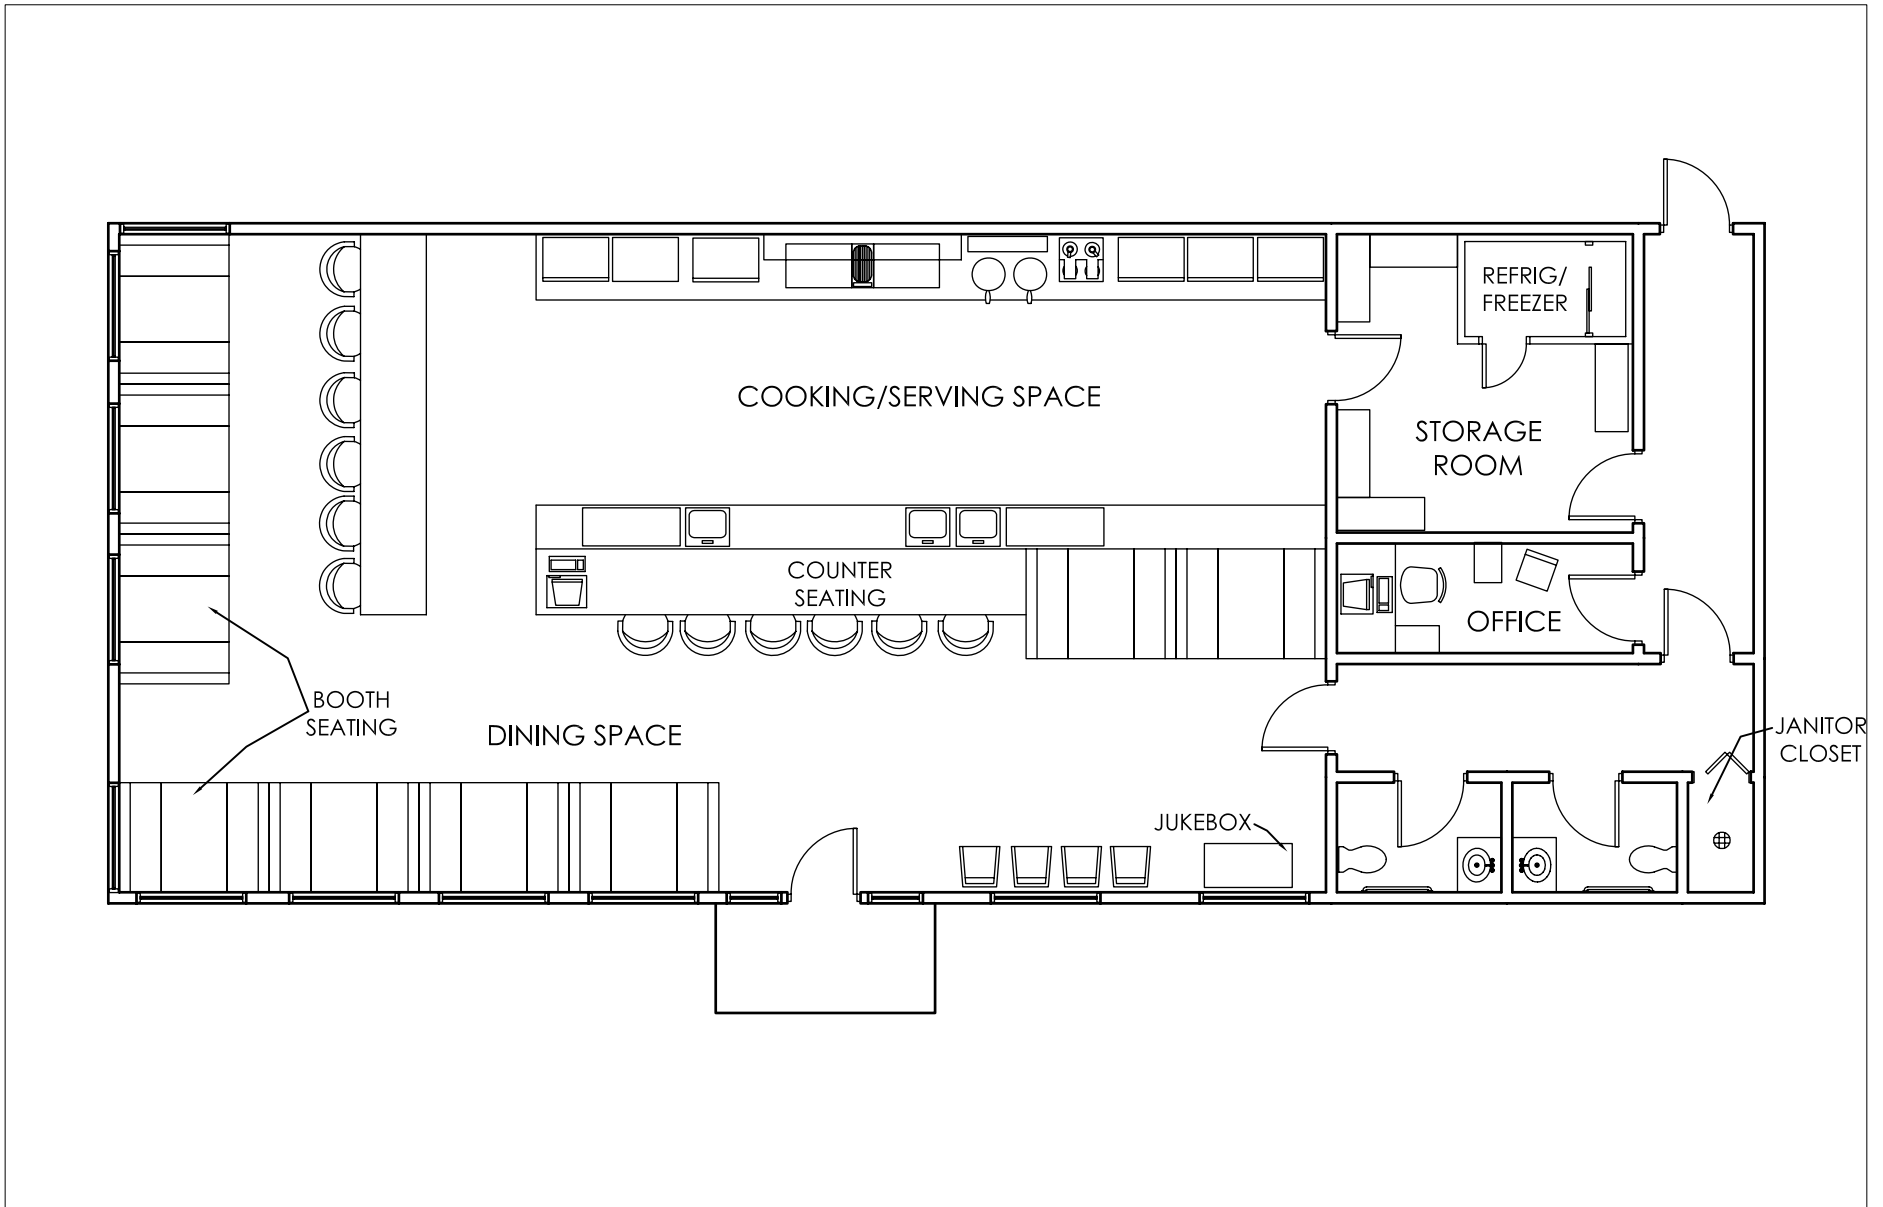 REFRIG/
FREEZER
COOKING/SERVING SPACE
STORAGE
ROOM
COUNTER
SEATING
OFFICE
BOOTH
SEATING
DINING SPACE
JANITOR
CLOSET
JUKEBOX